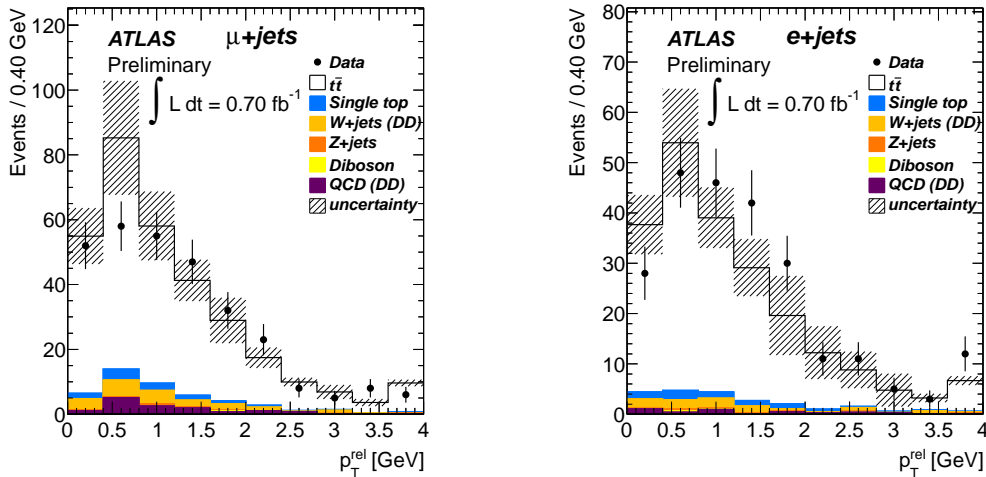 ATLAS μ+jets
Preliminary
∫ L dt = 0.70 fb⁻¹
Data
tt̄
Single top
W+jets (DD)
Z+jets
Diboson
QCD (DD)
uncertainty
Events / 0.40 GeV
120
100
80
60
40
20
0
0 0.5 1 1.5 2 2.5 3 3.5 4
p_T^rel [GeV]
ATLAS e+jets
Preliminary
∫ L dt = 0.70 fb⁻¹
Data
tt̄
Single top
W+jets (DD)
Z+jets
Diboson
QCD (DD)
uncertainty
Events / 0.40 GeV
80
70
60
50
40
30
20
10
0
0 0.5 1 1.5 2 2.5 3 3.5 4
p_T^rel [GeV]